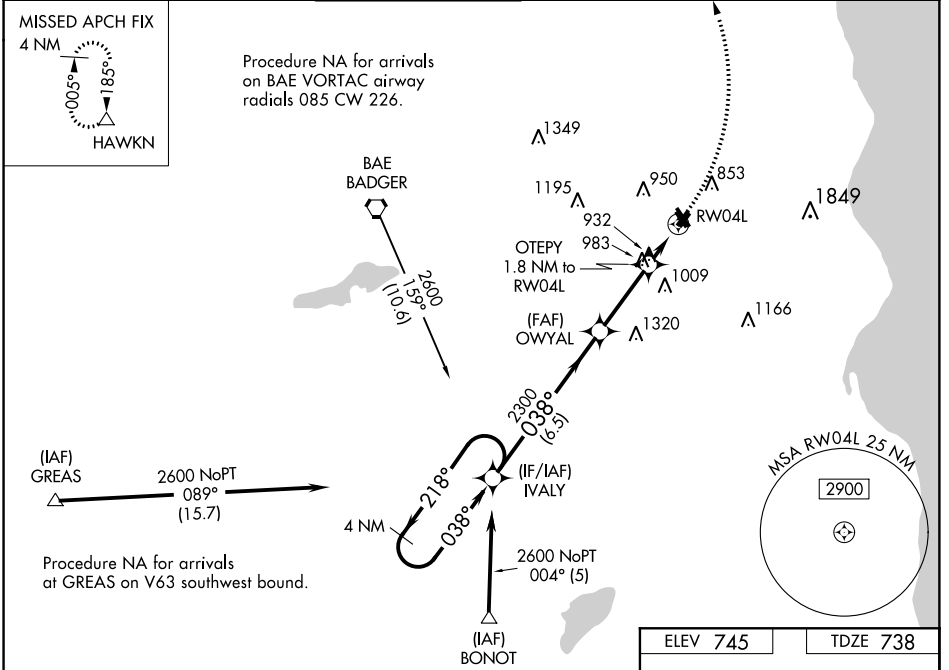 MISSED APCH FIX
4 NM
005°
185°
HAWKN
Procedure NA for arrivals
on BAE VORTAC airway
radials 085 CW 226.
1349
BAE
BADGER
1195
950
853
1849
932
RW04L
983
OTEPY
1.8 NM to
RW04L
1009
2600
159°
(10.6)
1166
(FAF)
OWYAL
1320
2300
038°
(6.5)
(IAF)
GREAS
2600 NoPT
089°
(15.7)
218°
038°
4 NM
(IF/IAF)
IVALY
MSA RW04L 25 NM
2900
Procedure NA for arrivals
at GREAS on V63 southwest bound.
2600 NoPT
004° (5)
(IAF)
BONOT
ELEV 745
TDZE 738